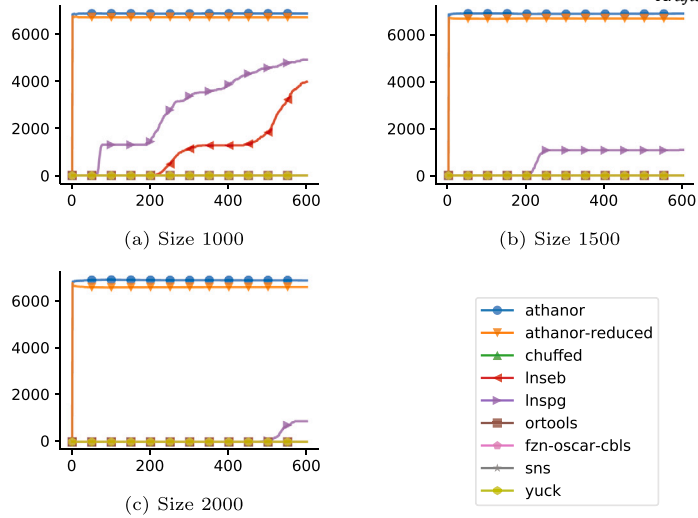 6000
4000
2000
0
0
200
400
600
(a) Size 1000
6000
4000
2000
0
0
200
400
600
(b) Size 1500
6000
4000
2000
0
0
200
400
600
(c) Size 2000
athanor
athanor-reduced
chuffed
lnseb
lnspg
ortools
fzn-oscar-cbls
sns
yuck